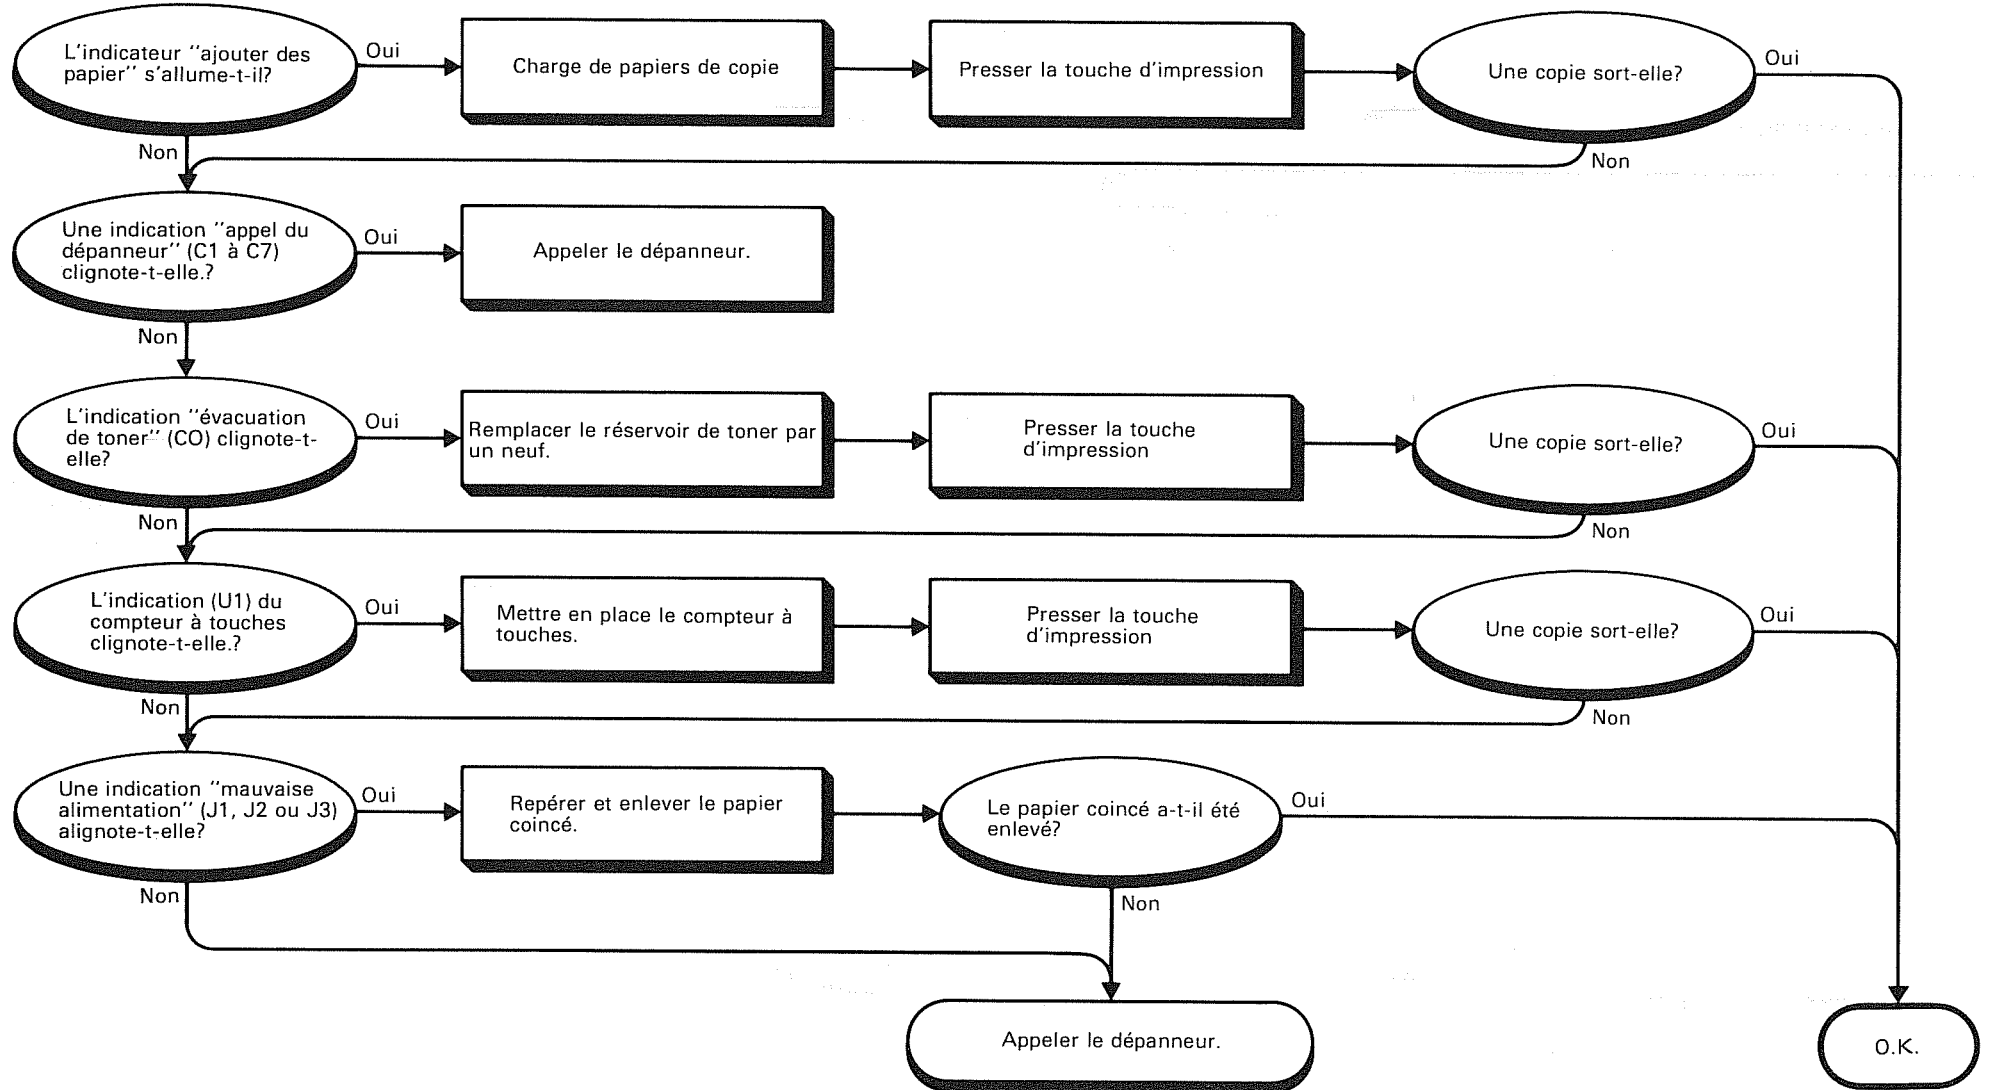 L'indicateur "ajouter des
papier" s'allume-t-il?
Oui
Charge de papiers de copie
Presser la touche d'impression
Une copie sort-elle?
Oui
Non
Non
Une indication "appel du
dépanneur" (C1 à C7)
clignote-t-elle.?
Oui
Appeler le dépanneur.
Non
L'indication "évacuation
de toner" (CO) clignote-t-
elle?
Oui
Remplacer le réservoir de toner par
un neuf.
Presser la touche
d'impression
Une copie sort-elle?
Oui
Non
Non
L'indication (U1) du
compteur à touches
clignote-t-elle.?
Oui
Mettre en place le compteur à
touches.
Presser la touche
d'impression
Une copie sort-elle?
Oui
Non
Non
Une indication "mauvaise
alimentation" (J1, J2 ou J3)
alignote-t-elle?
Oui
Repérer et enlever le papier
coincé.
Le papier coincé a-t-il été
enlevé?
Oui
Non
Non
Appeler le dépanneur.
O.K.